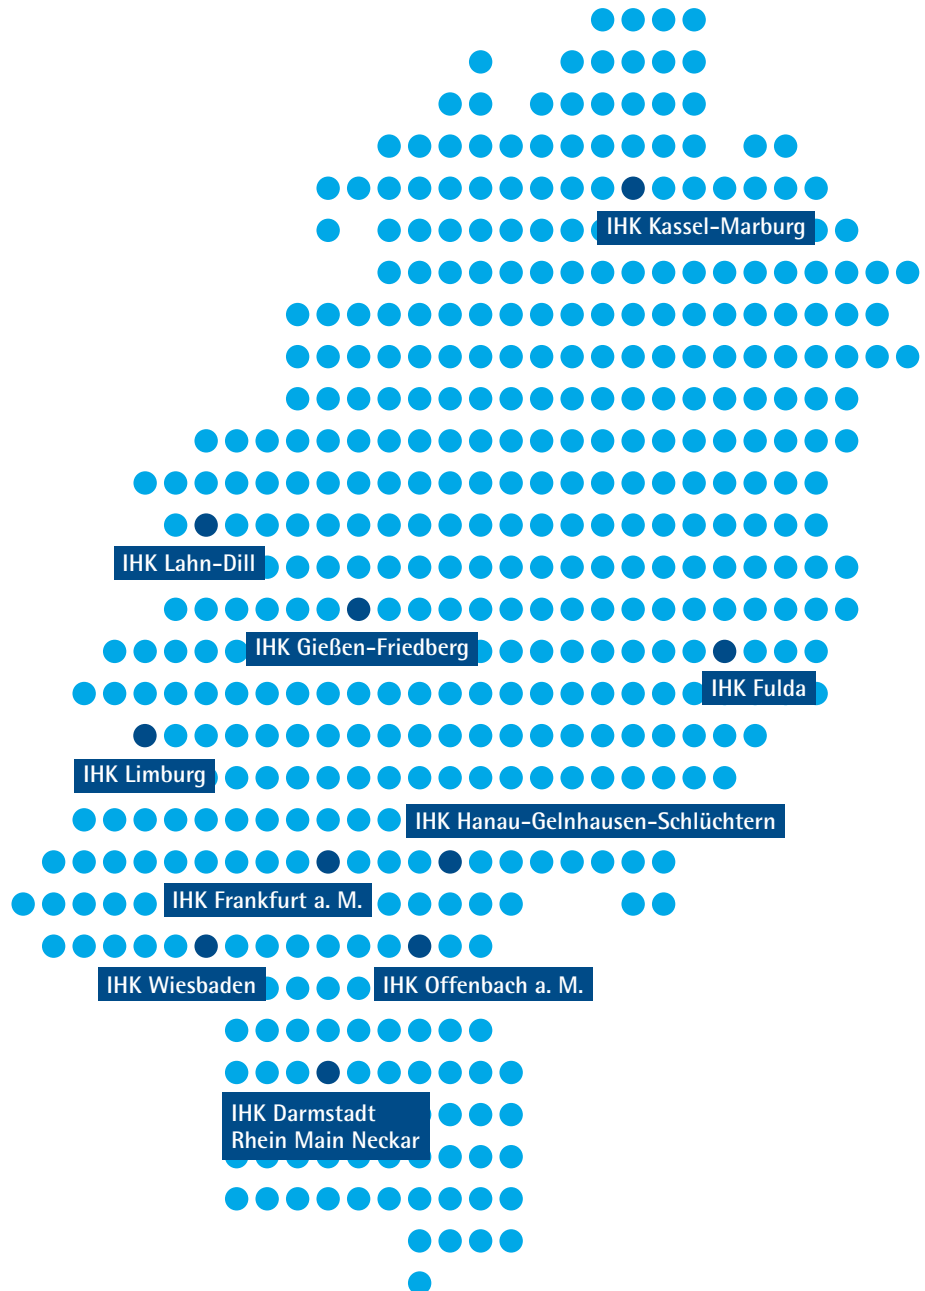 IHK Kassel-Marburg
IHK Lahn-Dill
IHK Gießen-Friedberg
IHK Fulda
IHK Limburg
IHK Hanau-Gelnhausen-Schlüchtern
IHK Frankfurt a. M.
IHK Wiesbaden
IHK Offenbach a. M.
IHK Darmstadt
Rhein Main Neckar